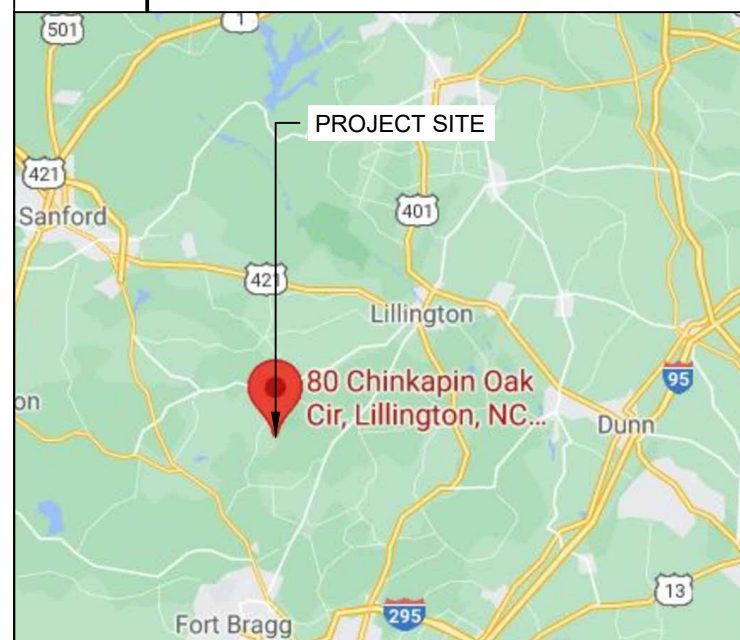 501
1
PROJECT SITE
421
Sanford
401
421
Lillington
80 Chinkapin Oak
Cir, Lillington, NC...
95
on
Dunn
13
295
Fort Bragg